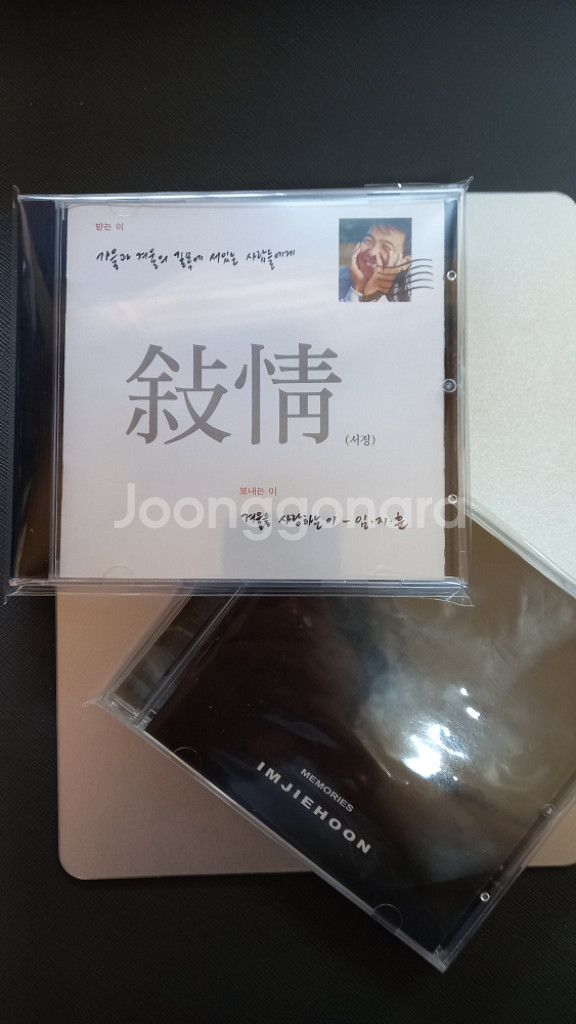 받는 이
가을과 겨울의 길목에 서있는 사람들에게
敍情
(서정)
보내는 이
겨울을 사랑하는 이 - 임·지·훈
Joonggonara
MEMORIES
IMJIEHOON